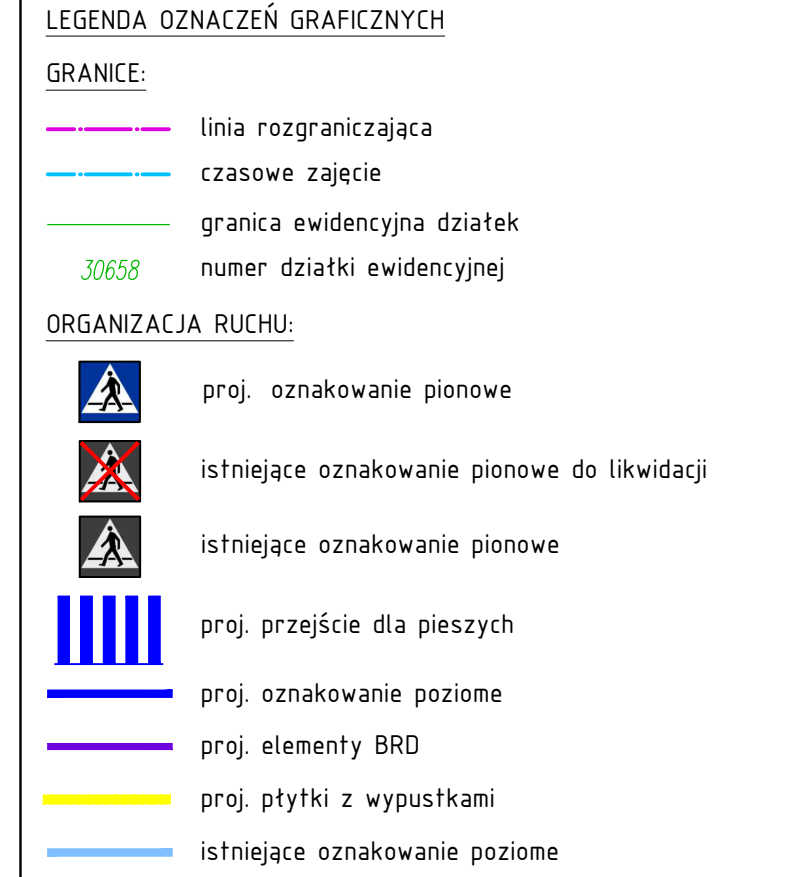 LEGENDA OZNACZEŃ GRAFICZNYCH
GRANICE:
linia rozgraniczająca
czasowe zajęcie
granica ewidencyjna działek
30658 numer działki ewidencyjnej
ORGANIZACJA RUCHU:
proj. oznakowanie pionowe
istniejące oznakowanie pionowe do likwidacji
istniejące oznakowanie pionowe
proj. przejście dla pieszych
proj. oznakowanie poziome
proj. elementy BRD
proj. płytki z wypustkami
istniejące oznakowanie poziome